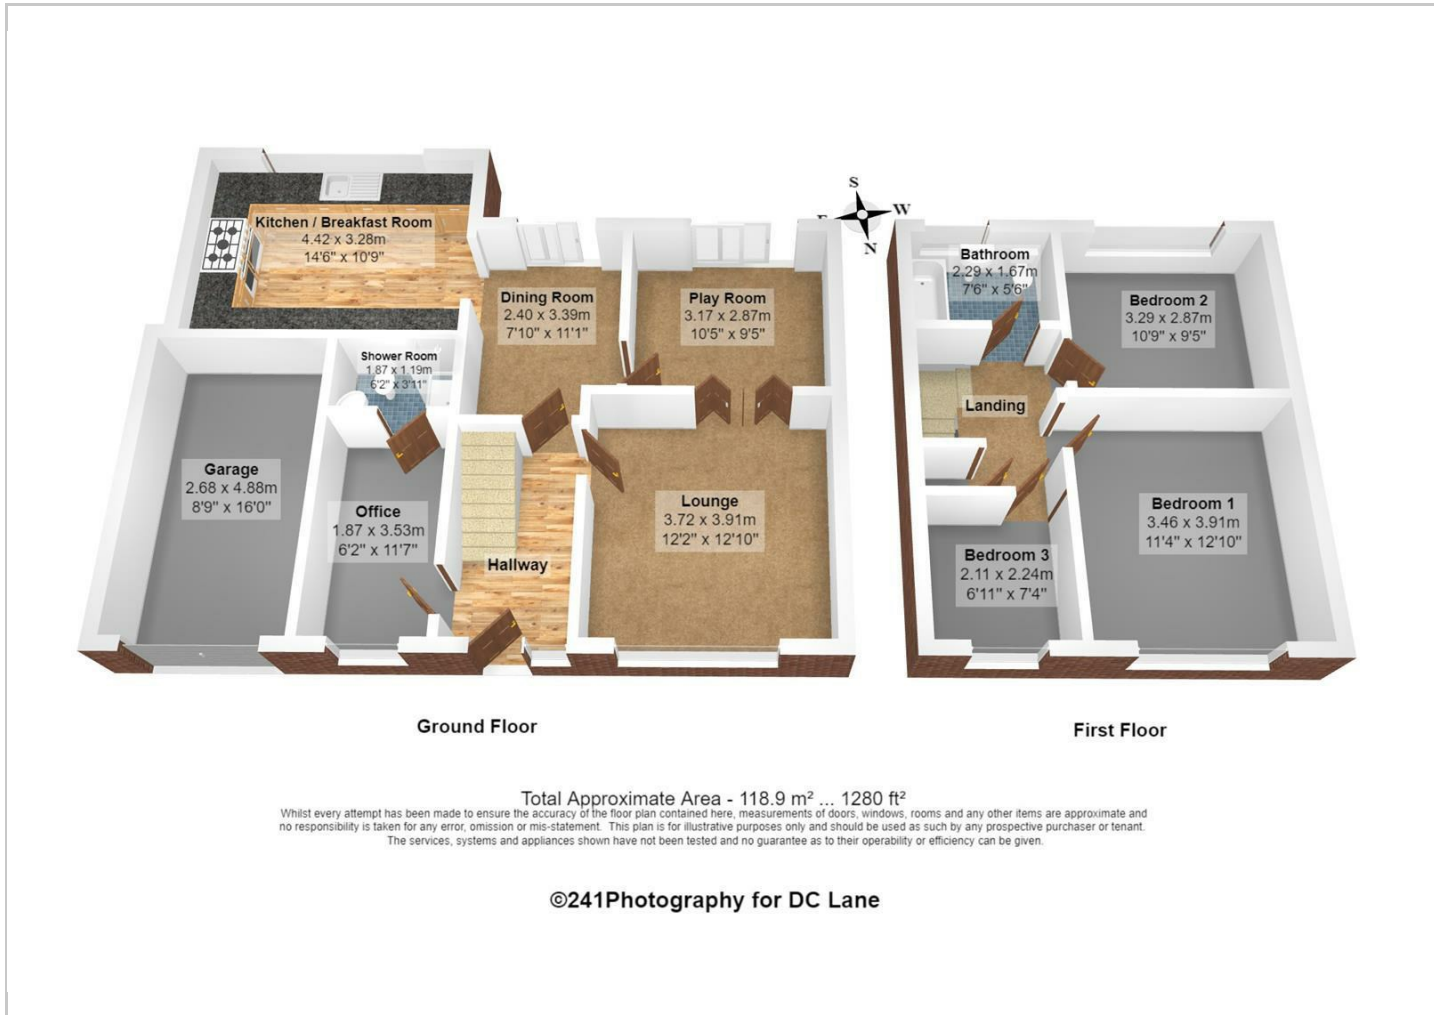 Kitchen / Breakfast Room
4.42 x 3.28m
14'6" x 10'9"
Dining Room
2.40 x 3.39m
7'10" x 11'1"
Play Room
3.17 x 2.87m
10'5" x 9'5"
Shower Room
1.87 x 1.19m
6'2" x 3'11"
Garage
2.68 x 4.88m
8'9" x 16'0"
Office
1.87 x 3.53m
6'2" x 11'7"
Hallway
Lounge
3.72 x 3.91m
12'2" x 12'10"
S
W
N
Bathroom
2.29 x 1.67m
7'6" x 5'6"
Bedroom 2
3.29 x 2.87m
10'9" x 9'5"
Landing
Bedroom 1
3.46 x 3.91m
11'4" x 12'10"
Bedroom 3
2.11 x 2.24m
6'11" x 7'4"
Ground Floor
First Floor
Total Approximate Area - 118.9 m² ... 1280 ft²
Whilst every attempt has been made to ensure the accuracy of the floor plan contained here, measurements of doors, windows, rooms and any other items are approximate and
no responsibility is taken for any error, omission or mis-statement. This plan is for illustrative purposes only and should be used as such by any prospective purchaser or tenant.
The services, systems and appliances shown have not been tested and no guarantee as to their operability or efficiency can be given.
©241Photography for DC Lane